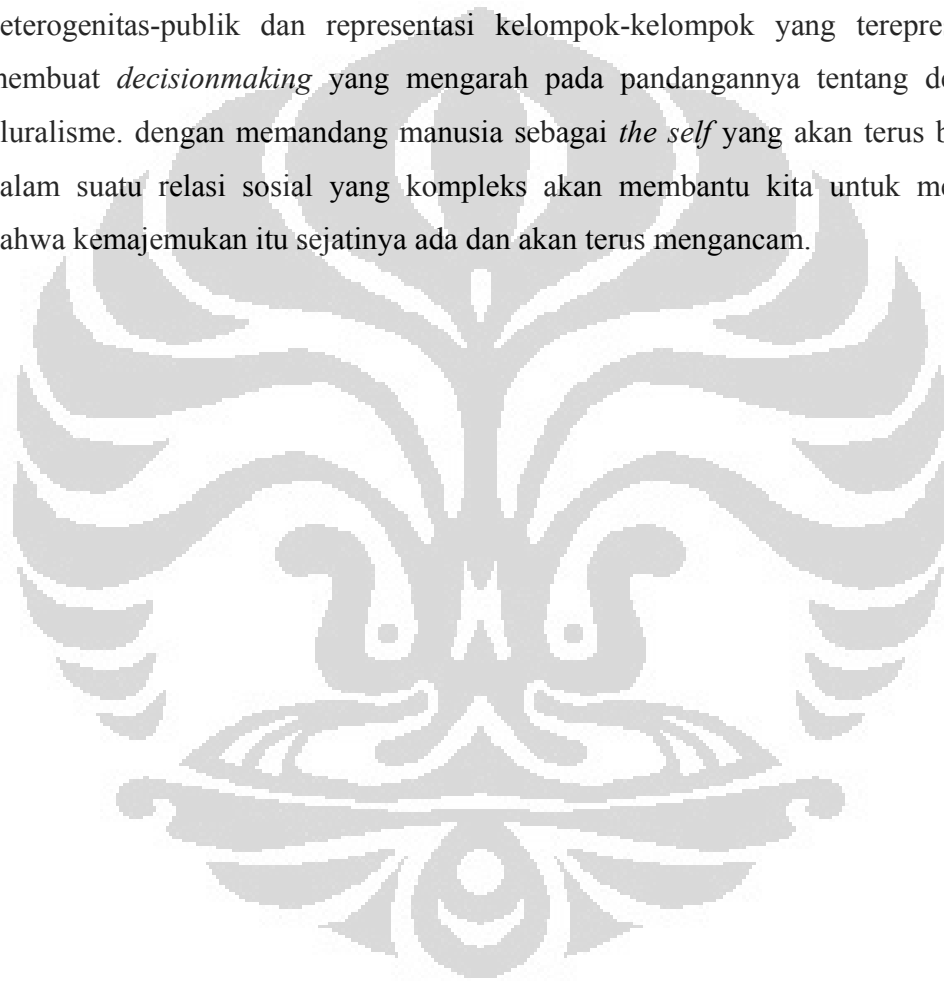 eterogenitas-publik dan representasi kelompok-kelompok yang terepre
nembuat decisionmaking yang mengarah pada pandangannya tentang de
luralisme. dengan memandang manusia sebagai the self yang akan terus b
alam suatu relasi sosial yang kompleks akan membantu kita untuk me
ahwa kemajemukan itu sejatinya ada dan akan terus mengancam.